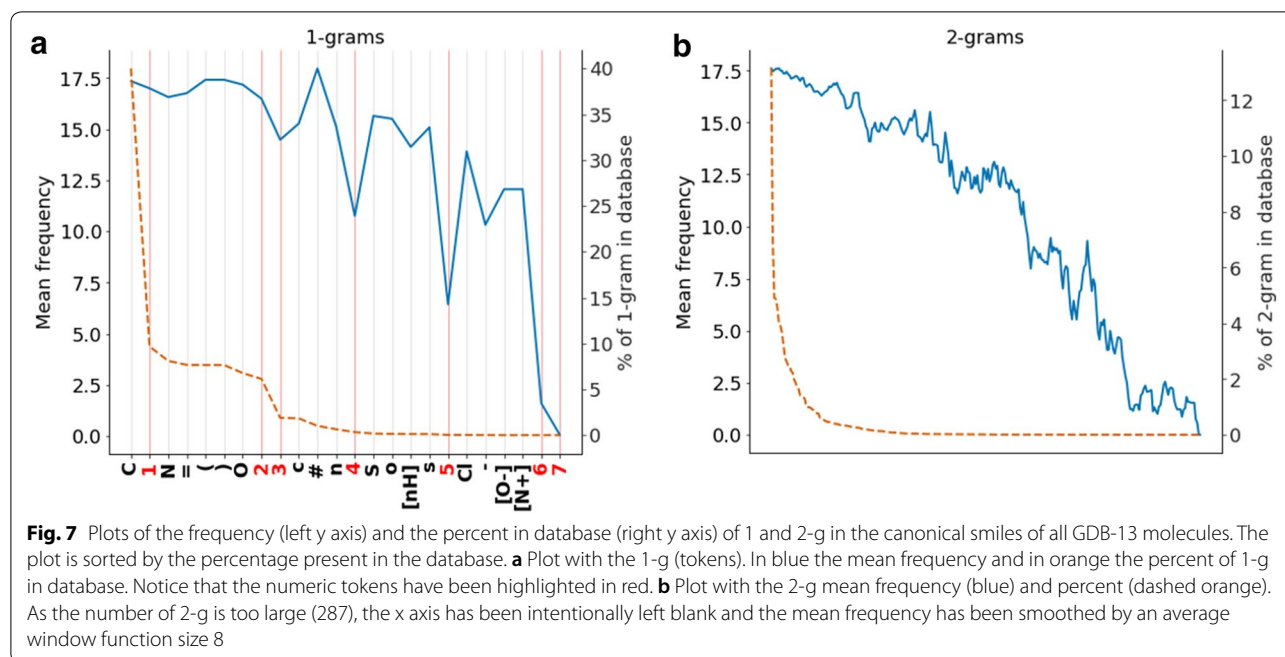 a
1-grams
Mean frequency
17.5
15.0
12.5
10.0
7.5
5.0
2.5
0.0
40
35
30
25
20
15
10
5
0
% of 1-gram in database
C 1 N = ( ) O 2 3 c # n 4 S o [nH] s 5 Cl - [O-] [N+] 6 7
b
2-grams
Mean frequency
17.5
15.0
12.5
10.0
7.5
5.0
2.5
0.0
12
10
8
6
4
2
0
% of 2-gram in database
Fig. 7 Plots of the frequency (left y axis) and the percent in database (right y axis) of 1 and 2-g in the canonical smiles of all GDB-13 molecules. The
plot is sorted by the percentage present in the database. a Plot with the 1-g (tokens). In blue the mean frequency and in orange the percent of 1-g
in database. Notice that the numeric tokens have been highlighted in red. b Plot with the 2-g mean frequency (blue) and percent (dashed orange).
As the number of 2-g is too large (287), the x axis has been intentionally left blank and the mean frequency has been smoothed by an average
window function size 8